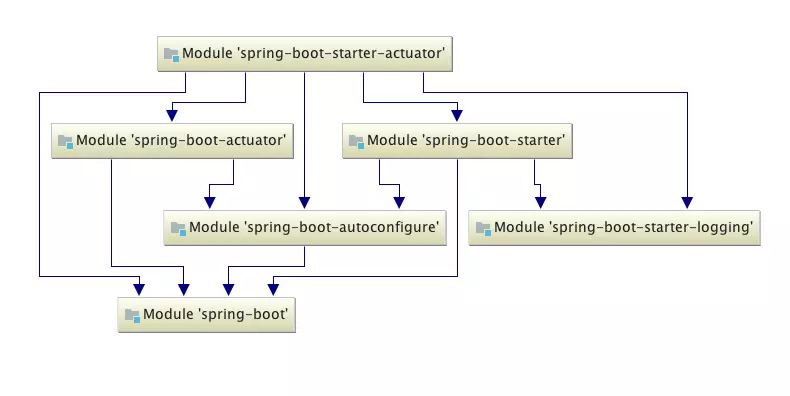 Module 'spring-boot-starter-actuator'
Module 'spring-boot-actuator'
Module 'spring-boot-starter'
Module 'spring-boot-autoconfigure'
Module 'spring-boot-starter-logging'
Module 'spring-boot'